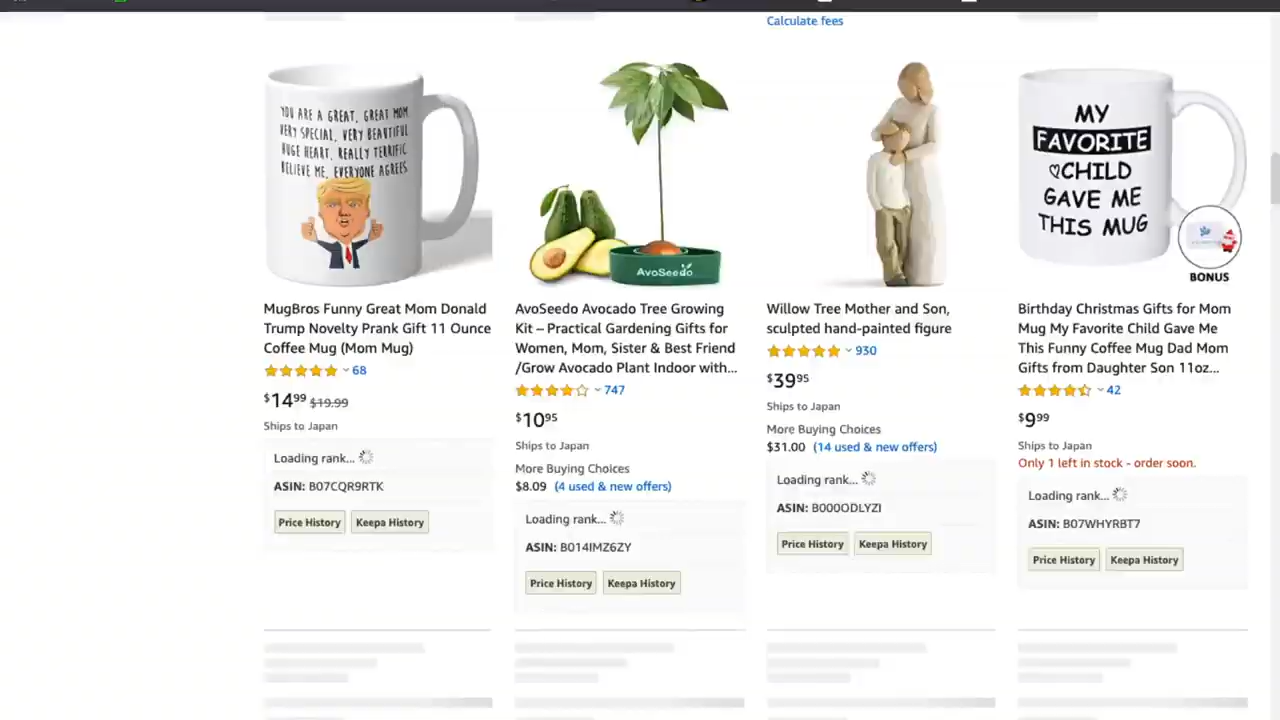 Calculate fees
YOU ARE A GREAT, GREAT MOM
VERY SPECIAL, VERY BEAUTIFUL
HUGE HEART, REALLY TERRIFIC
BELIEVE ME, EVERYONE AGREES
AvoSeedo
MY
FAVORITE
CHILD
GAVE ME
THIS MUG
BONUS
MugBros Funny Great Mom Donald
Trump Novelty Prank Gift 11 Ounce
Coffee Mug (Mom Mug)
68
$14.99 $19.99
Ships to Japan
Loading rank...
ASIN: B07CQR9RTK
Price History Keepa History
AvoSeedo Avocado Tree Growing
Kit – Practical Gardening Gifts for
Women, Mom, Sister & Best Friend
/Grow Avocado Plant Indoor with...
747
$10.95
Ships to Japan
More Buying Choices
$8.09 (4 used & new offers)
Loading rank...
ASIN: B014IMZ6ZY
Price History Keepa History
Willow Tree Mother and Son,
sculpted hand-painted figure
930
$39.95
Ships to Japan
More Buying Choices
$31.00 (14 used & new offers)
Loading rank...
ASIN: B000ODLYZI
Price History Keepa History
Birthday Christmas Gifts for Mom
Mug My Favorite Child Gave Me
This Funny Coffee Mug Dad Mom
Gifts from Daughter Son 11oz...
42
$9.99
Ships to Japan
Only 1 left in stock - order soon.
Loading rank...
ASIN: B07WHYRBT7
Price History Keepa History